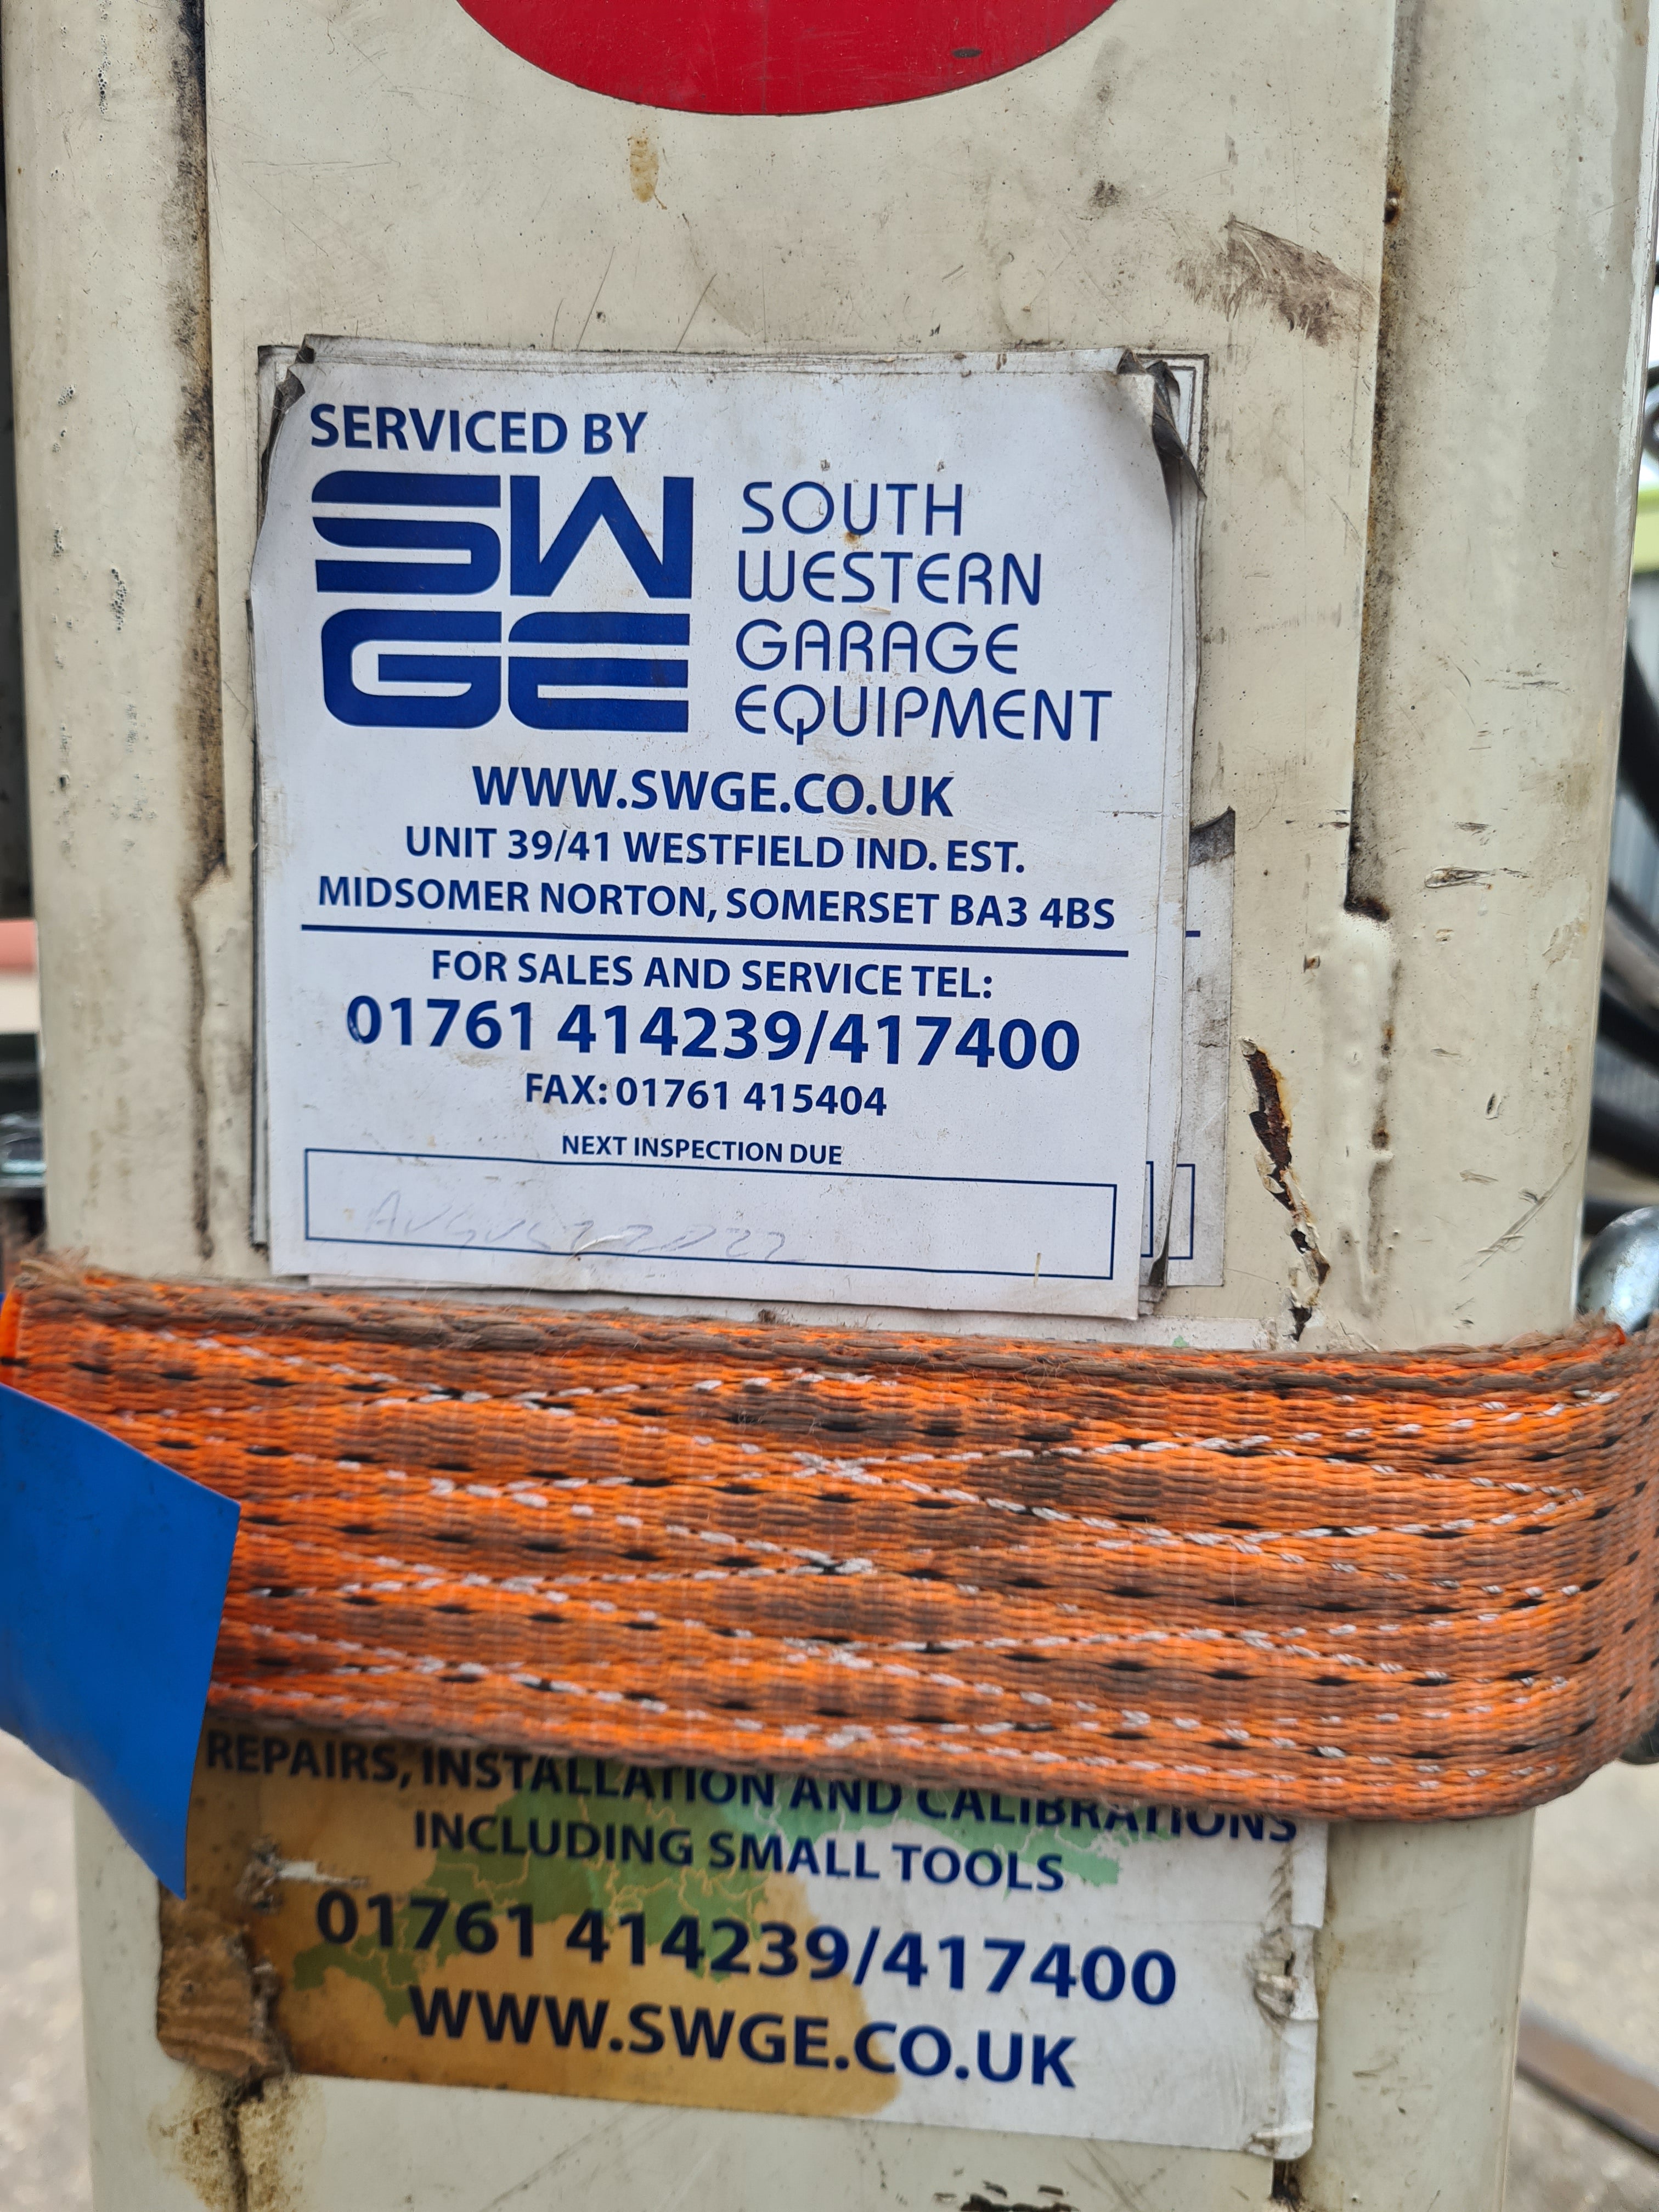 SERVICED BY
SW
GE
SOUTH
WESTERN
GARAGE
EQUIPMENT
WWW.SWGE.CO.UK
UNIT 39/41 WESTFIELD IND. EST.
MIDSOMER NORTON, SOMERSET BA3 4BS
FOR SALES AND SERVICE TEL:
01761 414239/417400
FAX: 01761 415404
NEXT INSPECTION DUE
AUGUST 2022
REPAIRS, INSTALLATION AND CALIBRATIONS
INCLUDING SMALL TOOLS
01761 414239/417400
WWW.SWGE.CO.UK